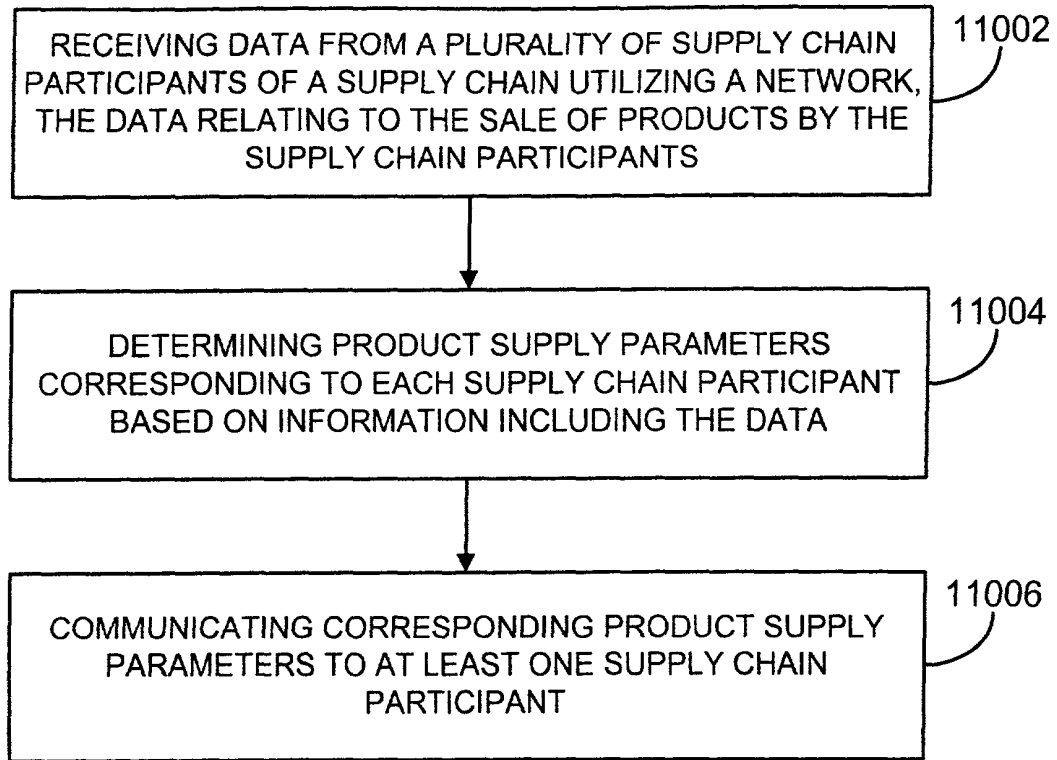 RECEIVING DATA FROM A PLURALITY OF SUPPLY CHAIN
PARTICIPANTS OF A SUPPLY CHAIN UTILIZING A NETWORK,
THE DATA RELATING TO THE SALE OF PRODUCTS BY THE
SUPPLY CHAIN PARTICIPANTS
11002
DETERMINING PRODUCT SUPPLY PARAMETERS
CORRESPONDING TO EACH SUPPLY CHAIN PARTICIPANT
BASED ON INFORMATION INCLUDING THE DATA
11004
COMMUNICATING CORRESPONDING PRODUCT SUPPLY
PARAMETERS TO AT LEAST ONE SUPPLY CHAIN
PARTICIPANT
11006